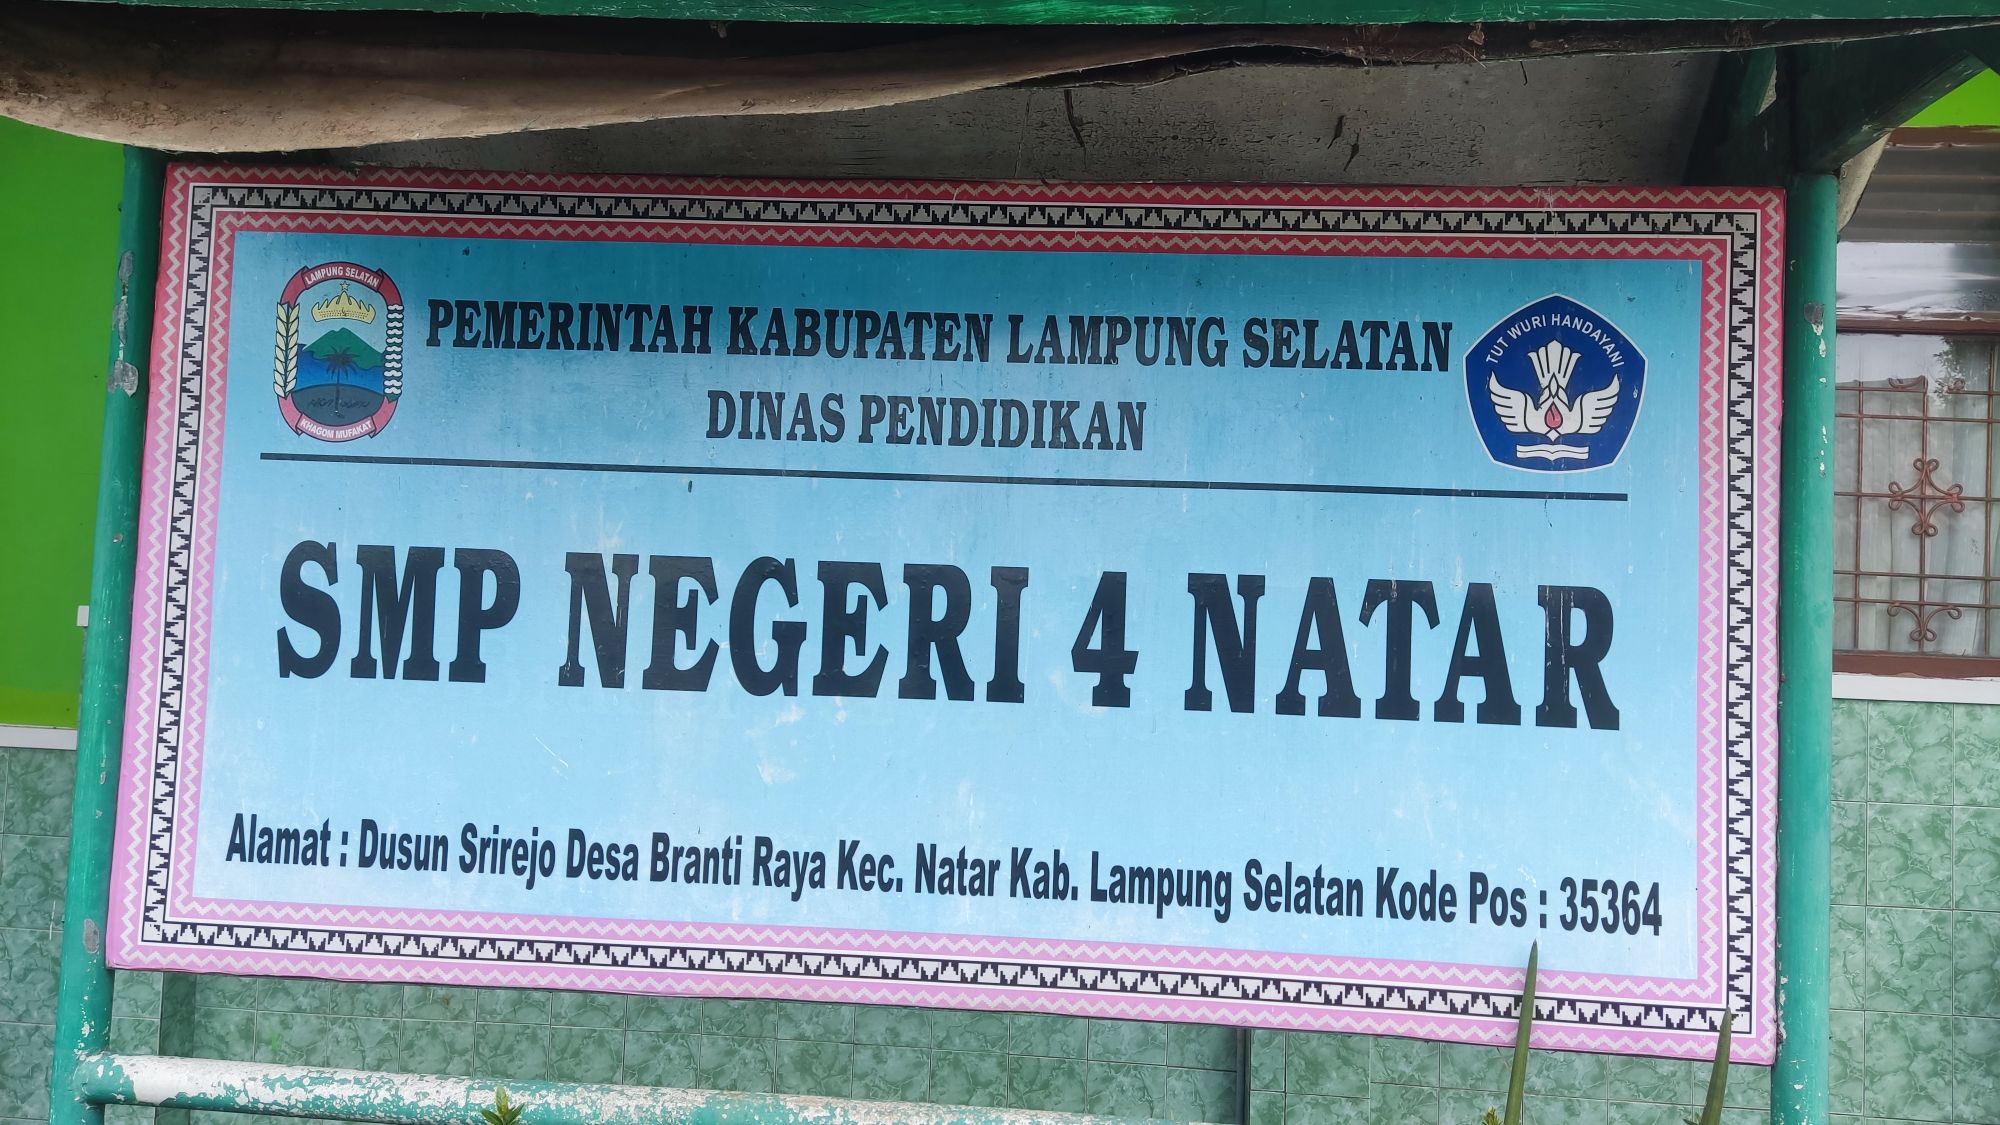 LAMPUNG SELATAN
KHAGOM MUFAKAT
PEMERINTAH KABUPATEN LAMPUNG SELATAN
DINAS PENDIDIKAN
TUT WURI HANDAYANI
SMP NEGERI 4 NATAR
Alamat : Dusun Srirejo Desa Branti Raya Kec. Natar Kab. Lampung Selatan Kode Pos : 35364